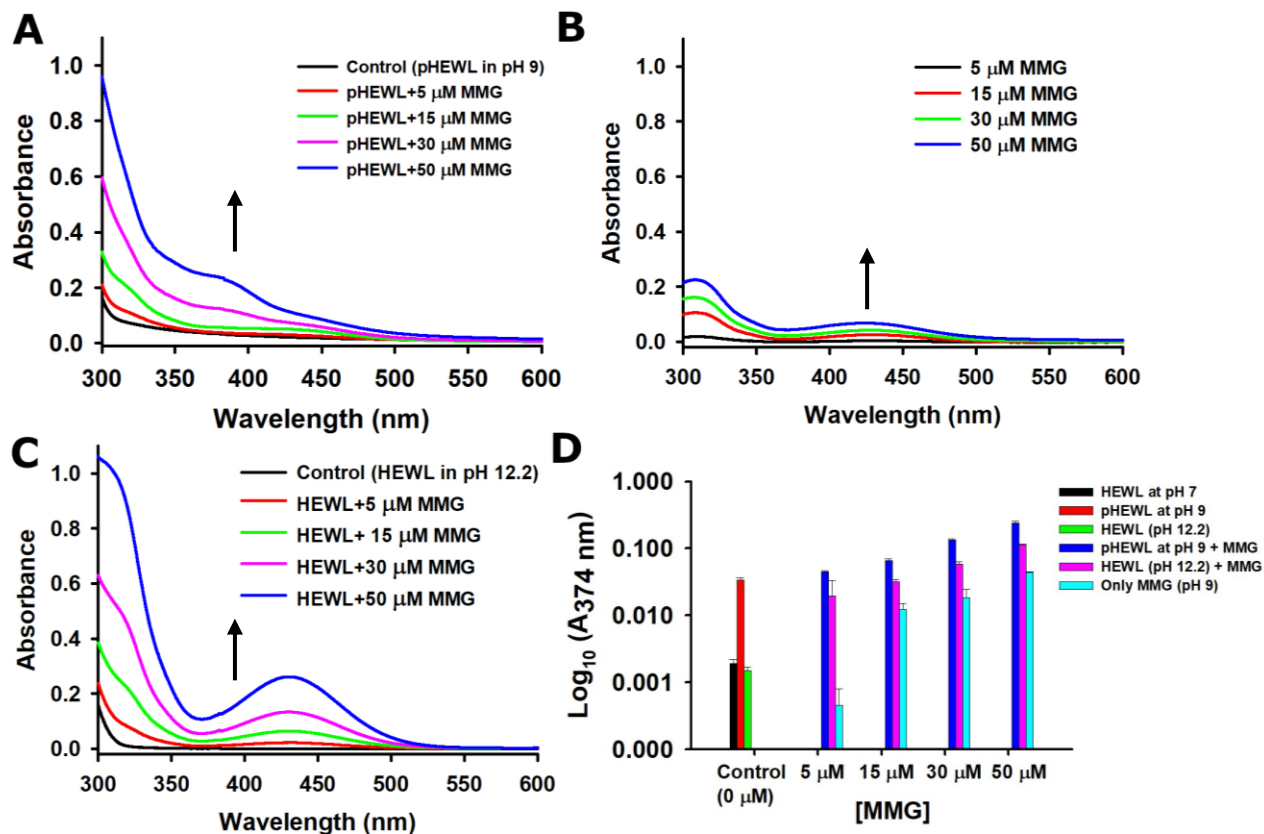 A
Absorbance
1.0
0.8
0.6
0.4
0.2
0.0
Control (pHEWL in pH 9)
pHEWL+5 μM MMG
pHEWL+15 μM MMG
pHEWL+30 μM MMG
pHEWL+50 μM MMG
300 350 400 450 500 550 600
Wavelength (nm)
B
Absorbance
1.0
0.8
0.6
0.4
0.2
0.0
5 μM MMG
15 μM MMG
30 μM MMG
50 μM MMG
300 350 400 450 500 550 600
Wavelength (nm)
C
Absorbance
1.0
0.8
0.6
0.4
0.2
0.0
Control (HEWL in pH 12.2)
HEWL+5 μM MMG
HEWL+ 15 μM MMG
HEWL+30 μM MMG
HEWL+50 μM MMG
300 350 400 450 500 550 600
Wavelength (nm)
D
Log10 (A374 nm)
1.000
0.100
0.010
0.001
0.000
HEWL at pH 7
pHEWL at pH 9
HEWL (pH 12.2)
pHEWL at pH 9 + MMG
HEWL (pH 12.2) + MMG
Only MMG (pH 9)
Control 5 μM 15 μM 30 μM 50 μM
(0 μM)
[MMG]